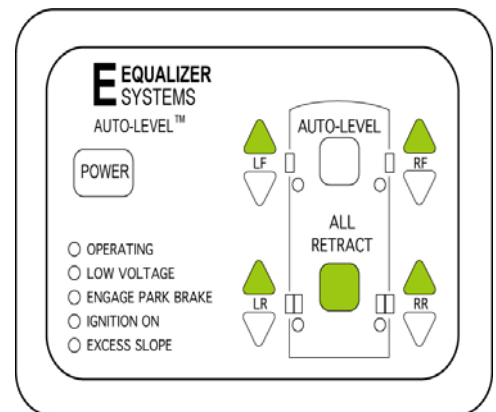 E EQUALIZER
SYSTEMS
AUTO-LEVEL™
POWER
OPERATING
LOW VOLTAGE
ENGAGE PARK BRAKE
IGNITION ON
EXCESS SLOPE
AUTO-LEVEL
LF
RF
ALL
RETRACT
LR
RR